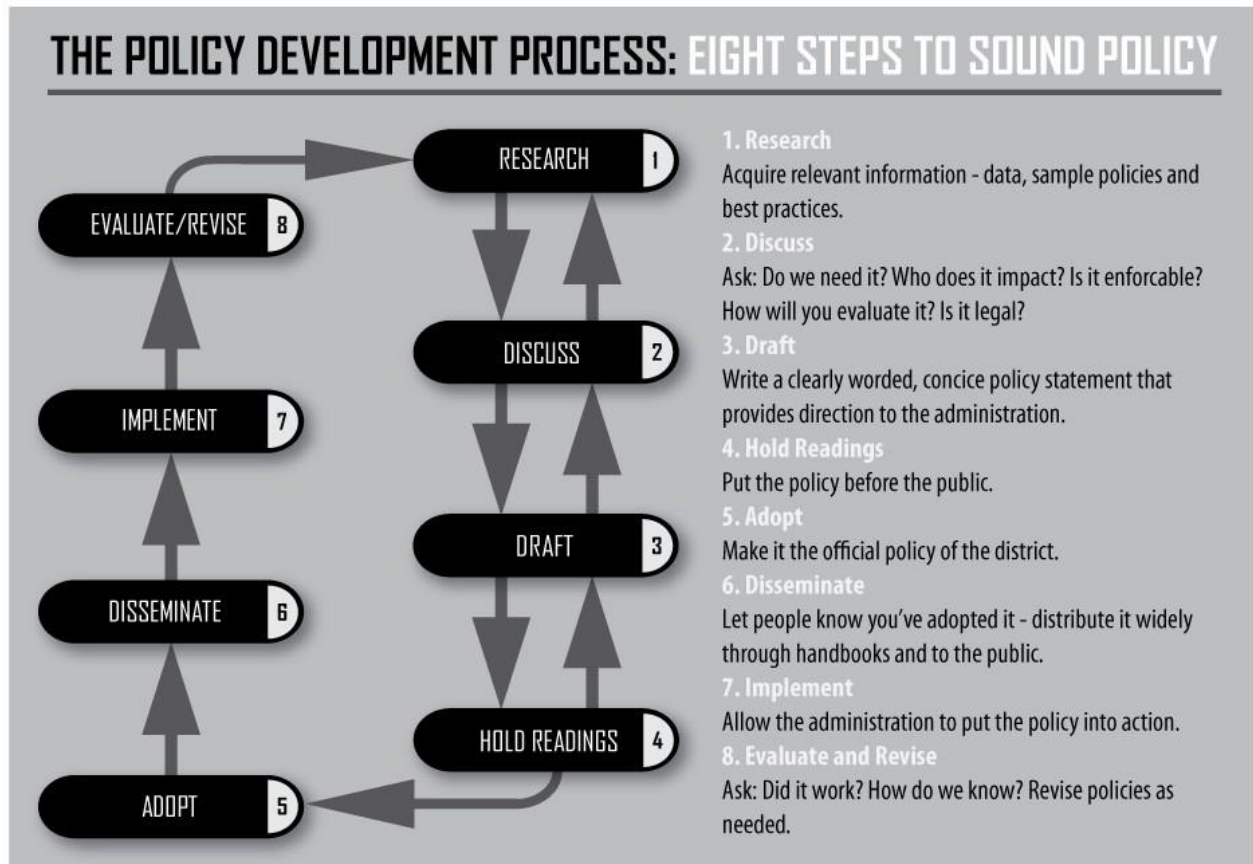 THE POLICY DEVELOPMENT PROCESS: EIGHT STEPS TO SOUND POLICY
RESEARCH 1
DISCUSS 2
DRAFT 3
HOLD READINGS 4
ADOPT 5
DISSEMINATE 6
IMPLEMENT 7
EVALUATE/REVISE 8
1. Research
Acquire relevant information - data, sample policies and
best practices.
2. Discuss
Ask: Do we need it? Who does it impact? Is it enforcable?
How will you evaluate it? Is it legal?
3. Draft
Write a clearly worded, concice policy statement that
provides direction to the administration.
4. Hold Readings
Put the policy before the public.
5. Adopt
Make it the official policy of the district.
6. Disseminate
Let people know you've adopted it - distribute it widely
through handbooks and to the public.
7. Implement
Allow the administration to put the policy into action.
8. Evaluate and Revise
Ask: Did it work? How do we know? Revise policies as
needed.